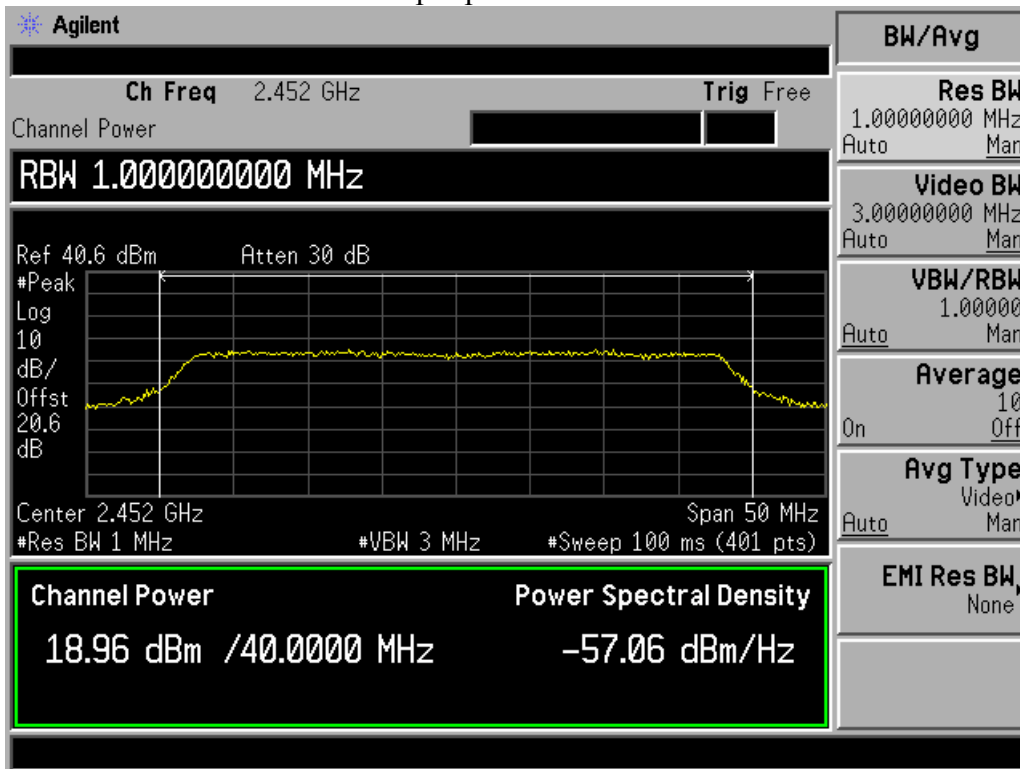 Agilent
BW/Avg
Ch Freq 2.452 GHz Trig Free
Channel Power
RBW 1.000000000 MHz
Ref 40.6 dBm Atten 30 dB
#Peak
Log
10
dB/
Offst
20.6
dB
Center 2.452 GHz Span 50 MHz
#Res BW 1 MHz #VBW 3 MHz #Sweep 100 ms (401 pts)
Channel Power Power Spectral Density
18.96 dBm /40.0000 MHz -57.06 dBm/Hz
Res BW
1.00000000 MHz
Auto Man
Video BW
3.00000000 MHz
Auto Man
VBW/RBW
1.00000
Auto Man
Average
10
On Off
Avg Type
Video
Auto Man
EMI Res BW
None